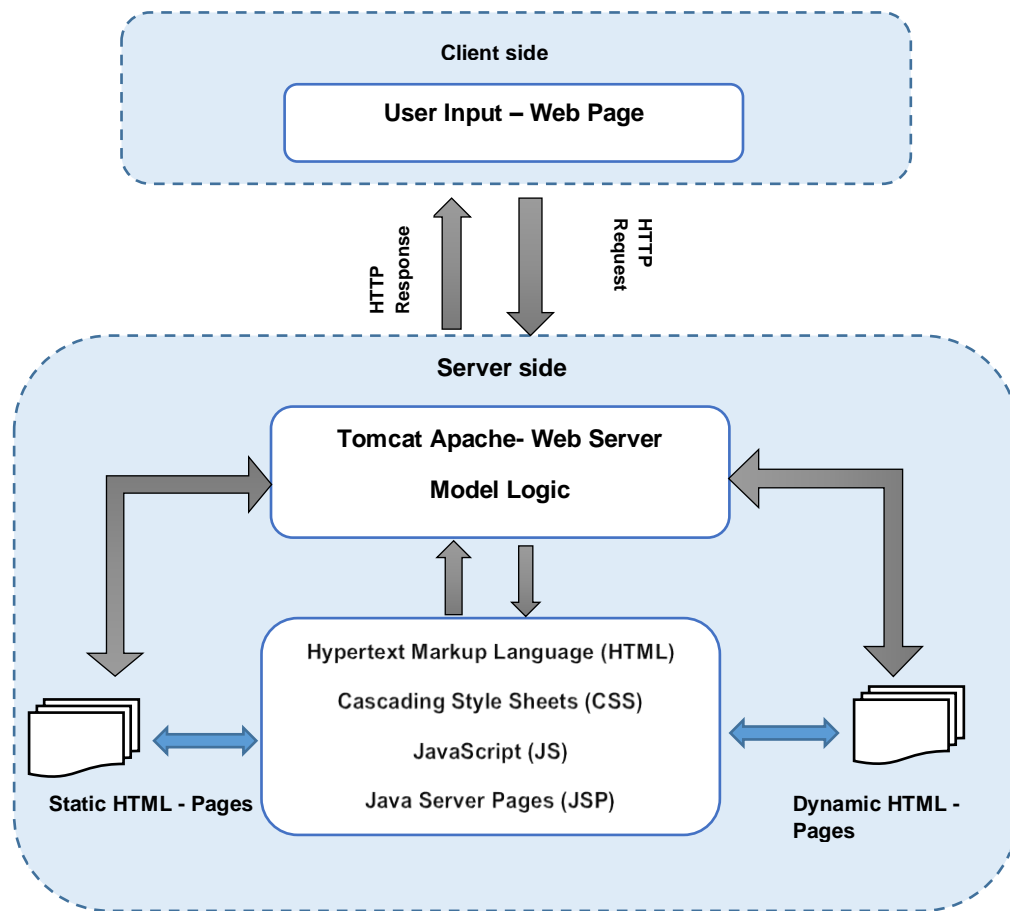 Client side
User Input – Web Page
HTTP
Response
HTTP
Request
Server side
Tomcat Apache- Web Server
Model Logic
Hypertext Markup Language (HTML)
Cascading Style Sheets (CSS)
JavaScript (JS)
Java Server Pages (JSP)
Static HTML - Pages
Dynamic HTML -
Pages